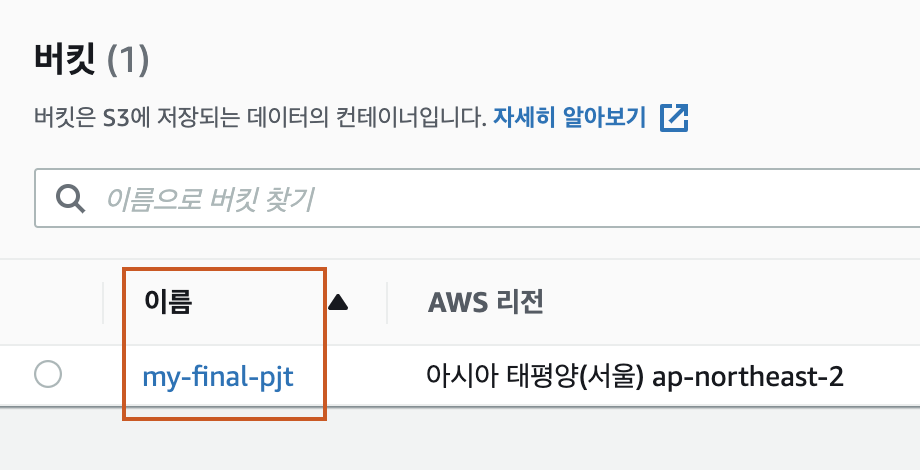 버킷 (1)
버킷은 S3에 저장되는 데이터의 컨테이너입니다. 자세히 알아보기
이름으로 버킷 찾기
이름 AWS 리전
my-final-pjt 아시아 태평양(서울) ap-northeast-2